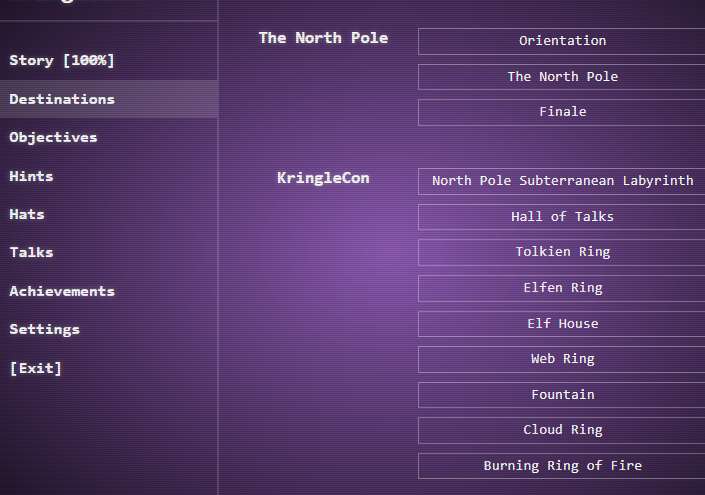 Story [100%]
Destinations
Objectives
Hints
Hats
Talks
Achievements
Settings
[Exit]
The North Pole
Orientation
The North Pole
Finale
KringleCon
North Pole Subterranean Labyrinth
Hall of Talks
Tolkien Ring
Elfen Ring
Elf House
Web Ring
Fountain
Cloud Ring
Burning Ring of Fire